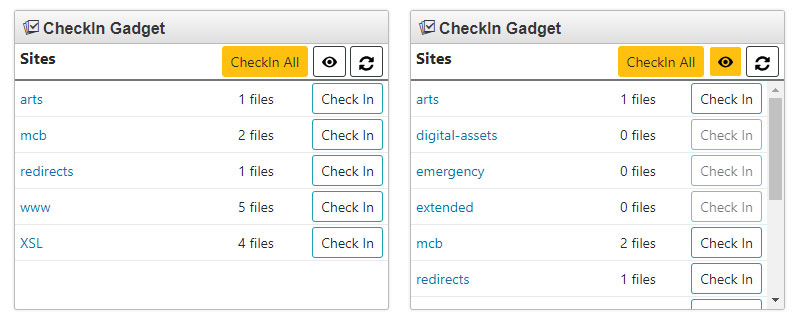 CheckIn Gadget
Sites CheckIn All
arts 1 files Check In
mcb 2 files Check In
redirects 1 files Check In
www 5 files Check In
XSL 4 files Check In
CheckIn Gadget
Sites CheckIn All
arts 1 files Check In
digital-assets 0 files Check In
emergency 0 files Check In
extended 0 files Check In
mcb 2 files Check In
redirects 1 files Check In